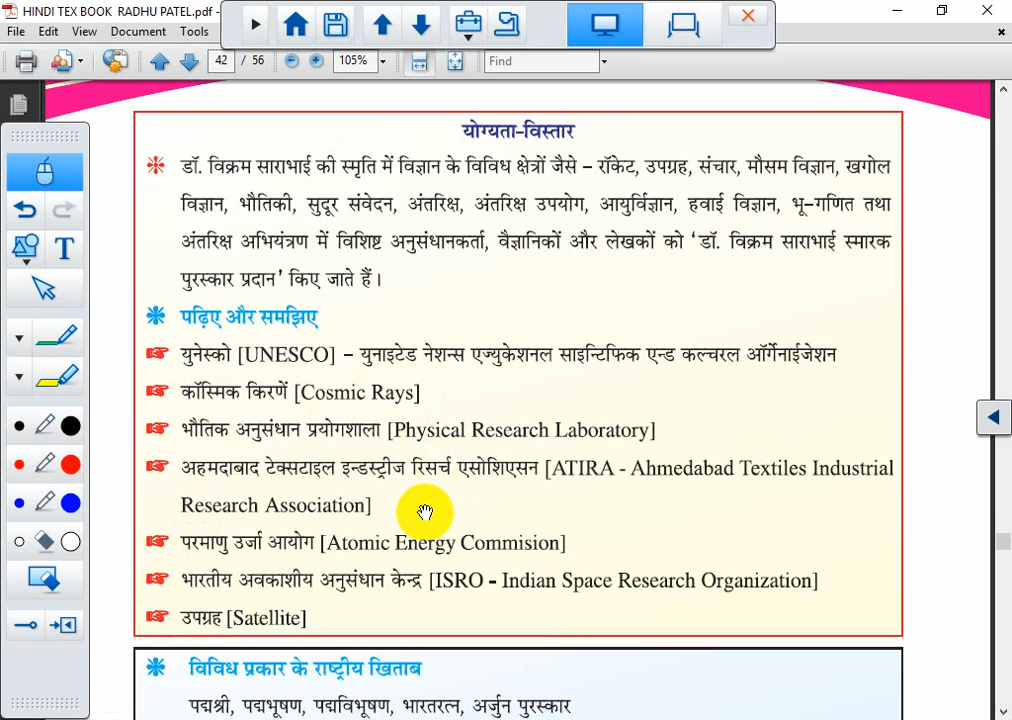 HINDI TEX BOOK RADHU PATEL.pdf -
File Edit View Document Tools
42 / 56 105% Find
योग्यता-विस्तार
डॉ. विक्रम साराभाई की स्मृति में विज्ञान के विविध क्षेत्रों जैसे – रॉकेट, उपग्रह, संचार, मौसम विज्ञान, खगोल
विज्ञान, भौतिकी, सुदूर संवेदन, अंतरिक्ष, अंतरिक्ष उपयोग, आयुर्विज्ञान, हवाई विज्ञान, भू-गणित तथा
अंतरिक्ष अभियंत्रण में विशिष्ट अनुसंधानकर्ता, वैज्ञानिकों और लेखकों को ‘डॉ. विक्रम साराभाई स्मारक
पुरस्कार प्रदान’ किए जाते हैं।
पढ़िए और समझिए
युनेस्को [UNESCO] – युनाइटेड नेशन्स एज्युकेशनल साइन्टिफिक एन्ड कल्चरल ऑर्गेनाईजेशन
कॉस्मिक किरणें [Cosmic Rays]
भौतिक अनुसंधान प्रयोगशाला [Physical Research Laboratory]
अहमदाबाद टेक्सटाइल इन्डस्ट्रीज रिसर्च एसोशिएसन [ATIRA - Ahmedabad Textiles Industrial
Research Association]
परमाणु उर्जा आयोग [Atomic Energy Commision]
भारतीय अवकाशीय अनुसंधान केन्द्र [ISRO - Indian Space Research Organization]
उपग्रह [Satellite]
विविध प्रकार के राष्ट्रीय खिताब
पद्मश्री, पद्मभूषण, पद्मविभूषण, भारतरत्न, अर्जुन पुरस्कार